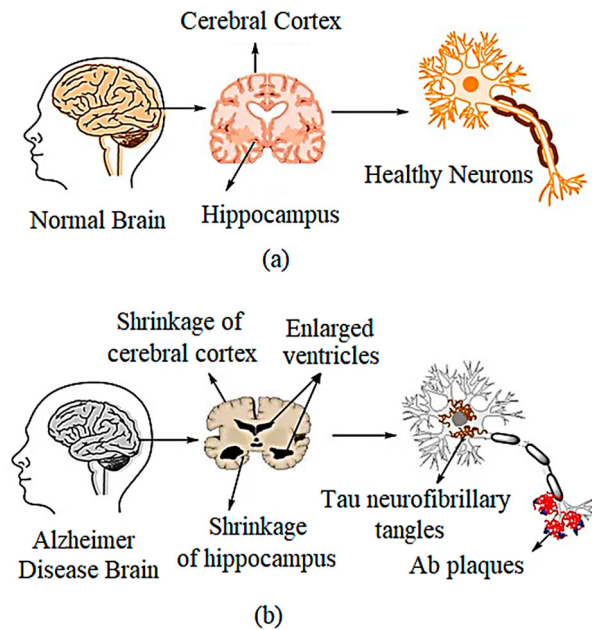 Cerebral Cortex
Healthy Neurons
Normal Brain
Hippocampus
(a)
Shrinkage of
cerebral cortex
Enlarged
ventricles
Tau neurofibrillary
tangles
Shrinkage
of hippocampus
Alzheimer
Disease Brain
Ab plaques
(b)